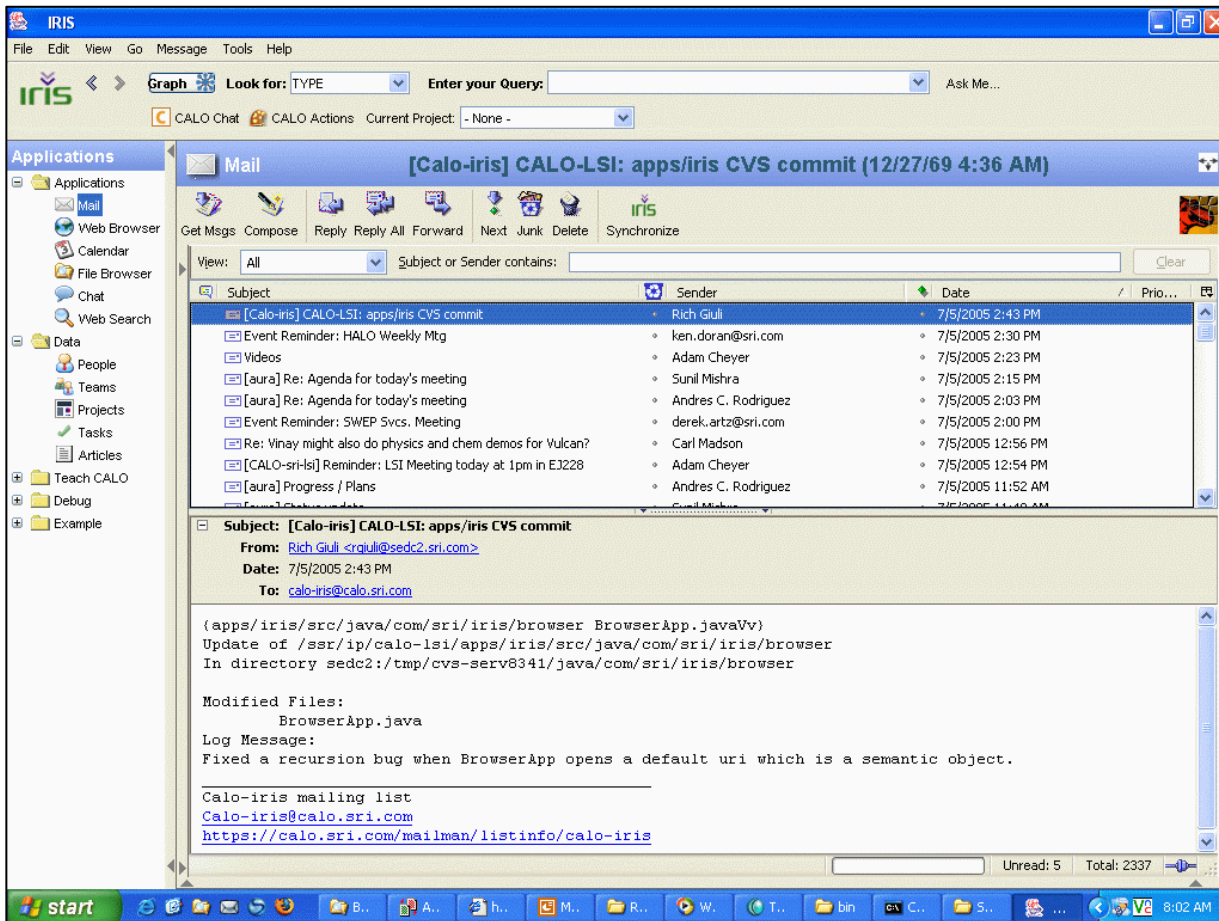 IRIS
File Edit View Go Message Tools Help
iris Graph Look for: TYPE Enter your Query: Ask Me...
C CALO Chat CALO Actions Current Project: - None -
Applications
Applications
Mail
Web Browser
Calendar
File Browser
Chat
Web Search
Data
People
Teams
Projects
Tasks
Articles
Teach CALO
Debug
Example
Mail [Calo-iris] CALO-LSI: apps/iris CVS commit (12/27/69 4:36 AM)
Get Msgs Compose Reply Reply All Forward Next Junk Delete iris Synchronize
View: All Subject or Sender contains: Clear
Subject Sender Date / Prio...
[Calo-iris] CALO-LSI: apps/iris CVS commit Rich Giuli 7/5/2005 2:43 PM
Event Reminder: HALO Weekly Mtg ken.doran@sri.com 7/5/2005 2:30 PM
Videos Adam Cheyer 7/5/2005 2:23 PM
[aura] Re: Agenda for today's meeting Sunil Mishra 7/5/2005 2:15 PM
[aura] Re: Agenda for today's meeting Andres C. Rodriguez 7/5/2005 2:03 PM
Event Reminder: SWEP Svcs. Meeting derek.artz@sri.com 7/5/2005 2:00 PM
Re: Vinay might also do physics and chem demos for Vulcan? Carl Madson 7/5/2005 12:56 PM
[CALO-sri-lsi] Reminder: LSI Meeting today at 1pm in EJ228 Adam Cheyer 7/5/2005 12:54 PM
[aura] Progress / Plans Andres C. Rodriguez 7/5/2005 11:52 AM
[aura] Status update Sunil Mishra 7/5/2005 11:49 AM
Subject: [Calo-iris] CALO-LSI: apps/iris CVS commit
From: Rich Giuli <rgiuli@sedc2.sri.com>
Date: 7/5/2005 2:43 PM
To: calo-iris@calo.sri.com
{apps/iris/src/java/com/sri/iris/browser BrowserApp.javaVv}
Update of /ssr/ip/calo-lsi/apps/iris/src/java/com/sri/iris/browser
In directory sedc2:/tmp/cvs-serv8341/java/com/sri/iris/browser
Modified Files:
BrowserApp.java
Log Message:
Fixed a recursion bug when BrowserApp opens a default uri which is a semantic object.
Calo-iris mailing list
Calo-iris@calo.sri.com
https://calo.sri.com/mailman/listinfo/calo-iris
Unread: 5 Total: 2337
start B.. A.. h.. M.. R.. W.. T.. bin C.. S.. ... 8:02 AM